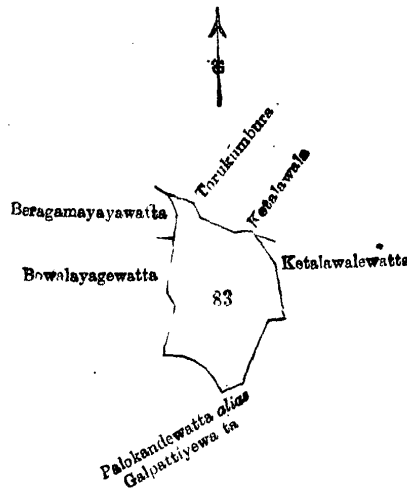 Torukumbura
Ketalawala
Beragamayayawatta
Ketalawalewatta
Bowalayagewatta
83
Palokandewatta alias
Galpattiyewa ta